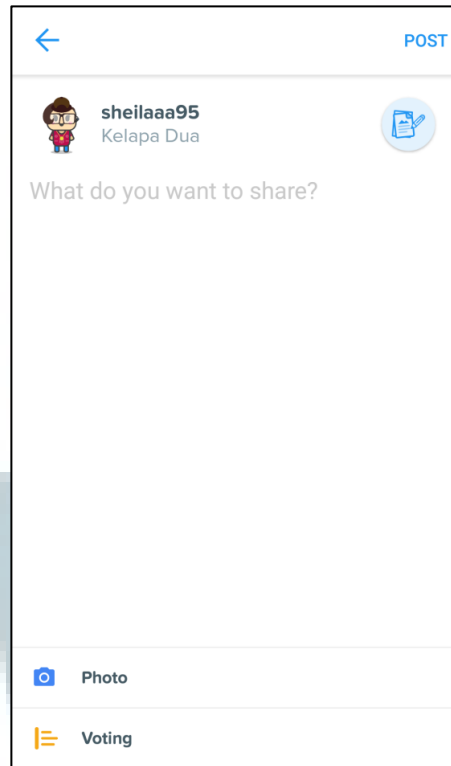 POST
sheilaaa95
Kelapa Dua
What do you want to share?
Photo
Voting